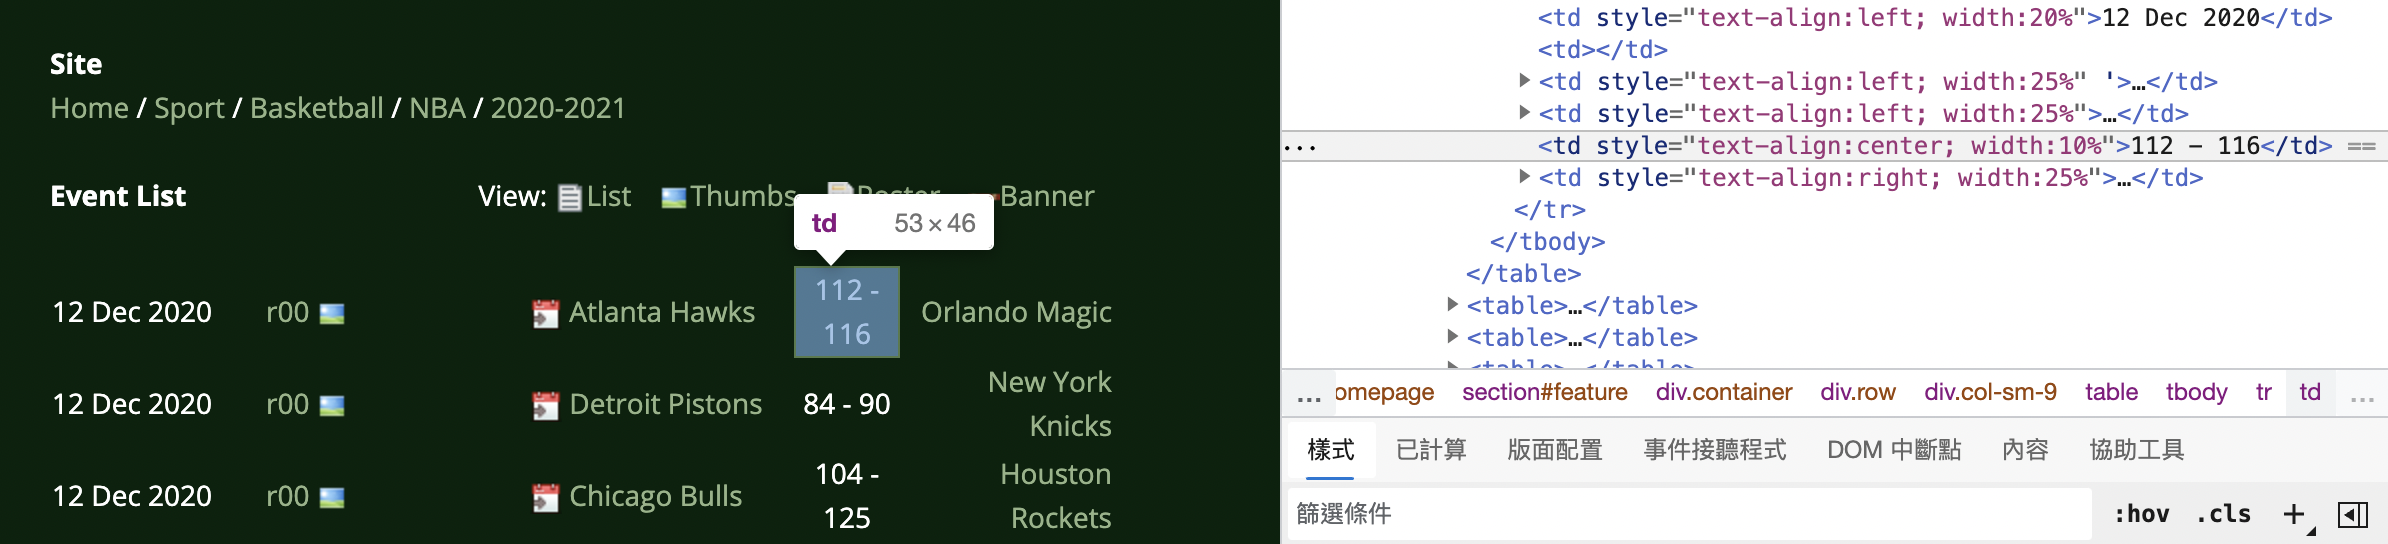 Site
Home / Sport / Basketball / NBA / 2020-2021
Event List
View: List Thumbs Poster Banner
td 53 × 46
12 Dec 2020 r00 Atlanta Hawks 112 - 116 Orlando Magic
12 Dec 2020 r00 Detroit Pistons 84 - 90 New York Knicks
12 Dec 2020 r00 Chicago Bulls 104 - 125 Houston Rockets
<td style="text-align:left; width:20%">12 Dec 2020</td>
<td></td>
▶<td style="text-align:left; width:25%" '>…</td>
▶<td style="text-align:left; width:25%">…</td>
... <td style="text-align:center; width:10%">112 - 116</td> ==
▶<td style="text-align:right; width:25%">…</td>
</tr>
</tbody>
</table>
▶<table>…</table>
▶<table>…</table>
▶<table>…</table>
... omepage section#feature div.container div.row div.col-sm-9 table tbody tr td ...
樣式 已計算 版面配置 事件接聽程式 DOM 中斷點 內容 協助工具
篩選條件 :hov .cls +